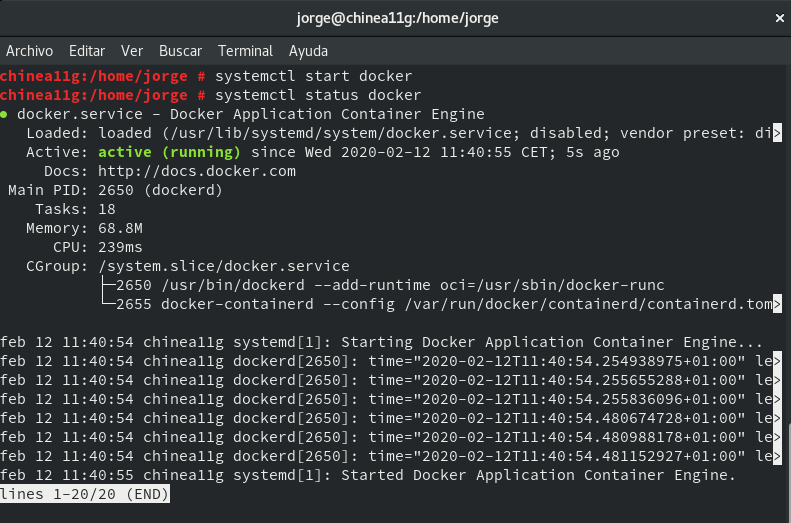 jorge@chinea11g:/home/jorge
×
Archivo Editar Ver Buscar Terminal Ayuda
chinea11g:/home/jorge # systemctl start docker
chinea11g:/home/jorge # systemctl status docker
● docker.service - Docker Application Container Engine
   Loaded: loaded (/usr/lib/systemd/system/docker.service; disabled; vendor preset: di>
   Active: active (running) since Wed 2020-02-12 11:40:55 CET; 5s ago
     Docs: http://docs.docker.com
 Main PID: 2650 (dockerd)
    Tasks: 18
   Memory: 68.8M
      CPU: 239ms
   CGroup: /system.slice/docker.service
           ├─2650 /usr/bin/dockerd --add-runtime oci=/usr/sbin/docker-runc
           └─2655 docker-containerd --config /var/run/docker/containerd/containerd.tom>
feb 12 11:40:54 chinea11g systemd[1]: Starting Docker Application Container Engine...
feb 12 11:40:54 chinea11g dockerd[2650]: time="2020-02-12T11:40:54.254938975+01:00" le>
feb 12 11:40:54 chinea11g dockerd[2650]: time="2020-02-12T11:40:54.255655288+01:00" le>
feb 12 11:40:54 chinea11g dockerd[2650]: time="2020-02-12T11:40:54.255836096+01:00" le>
feb 12 11:40:54 chinea11g dockerd[2650]: time="2020-02-12T11:40:54.480674728+01:00" le>
feb 12 11:40:54 chinea11g dockerd[2650]: time="2020-02-12T11:40:54.480988178+01:00" le>
feb 12 11:40:54 chinea11g dockerd[2650]: time="2020-02-12T11:40:54.481152927+01:00" le>
feb 12 11:40:55 chinea11g systemd[1]: Started Docker Application Container Engine.
lines 1-20/20 (END)